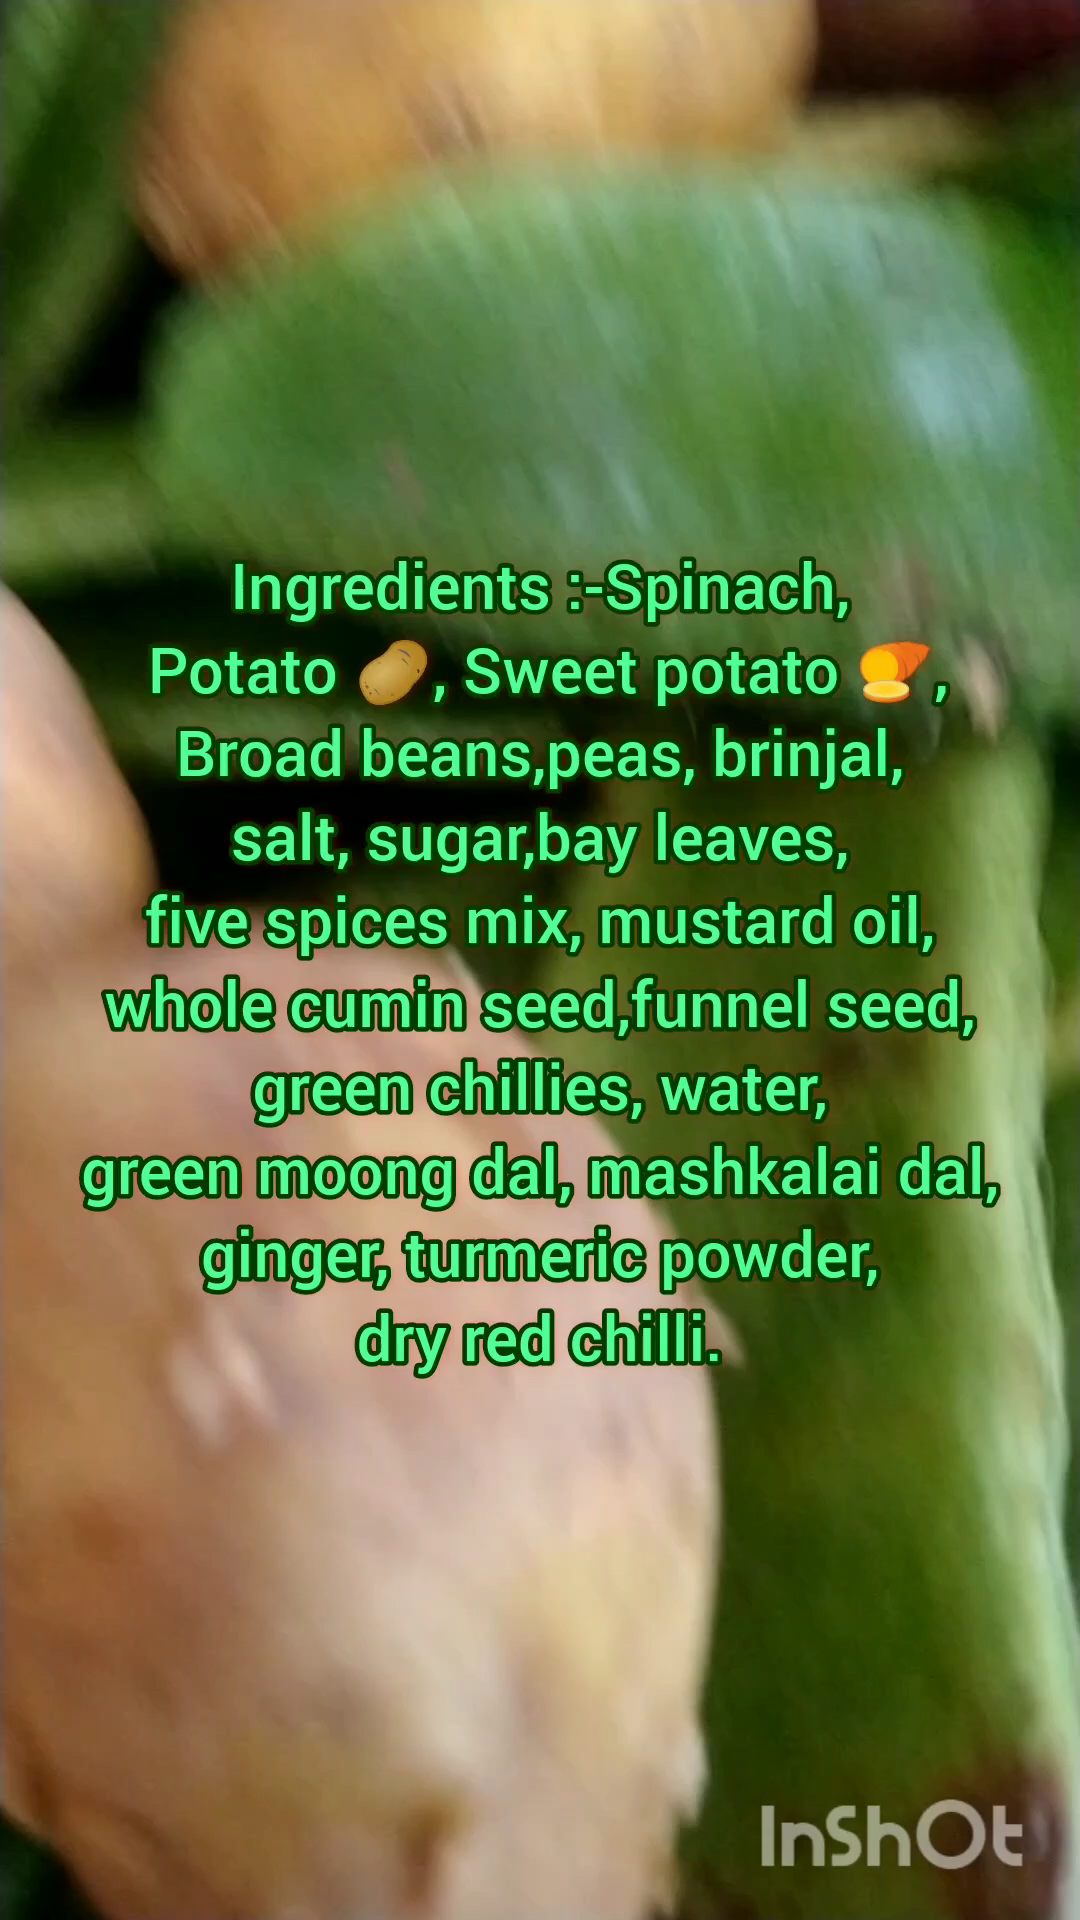 Ingredients :-Spinach,
Potato 🥔, Sweet potato 🍠,
Broad beans,peas, brinjal,
salt, sugar,bay leaves,
five spices mix, mustard oil,
whole cumin seed,funnel seed,
green chillies, water,
green moong dal, mashkalai dal,
ginger, turmeric powder,
dry red chilli.
InShOt